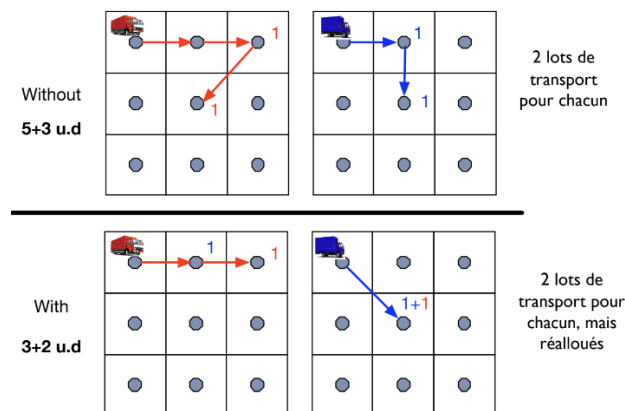 1
1
2 lots de
transport
pour chacun
Without
5+3 u.d
1
1
1
1
2 lots de
transport pour
chacun, mais
réalloués
With
3+2 u.d
1+1